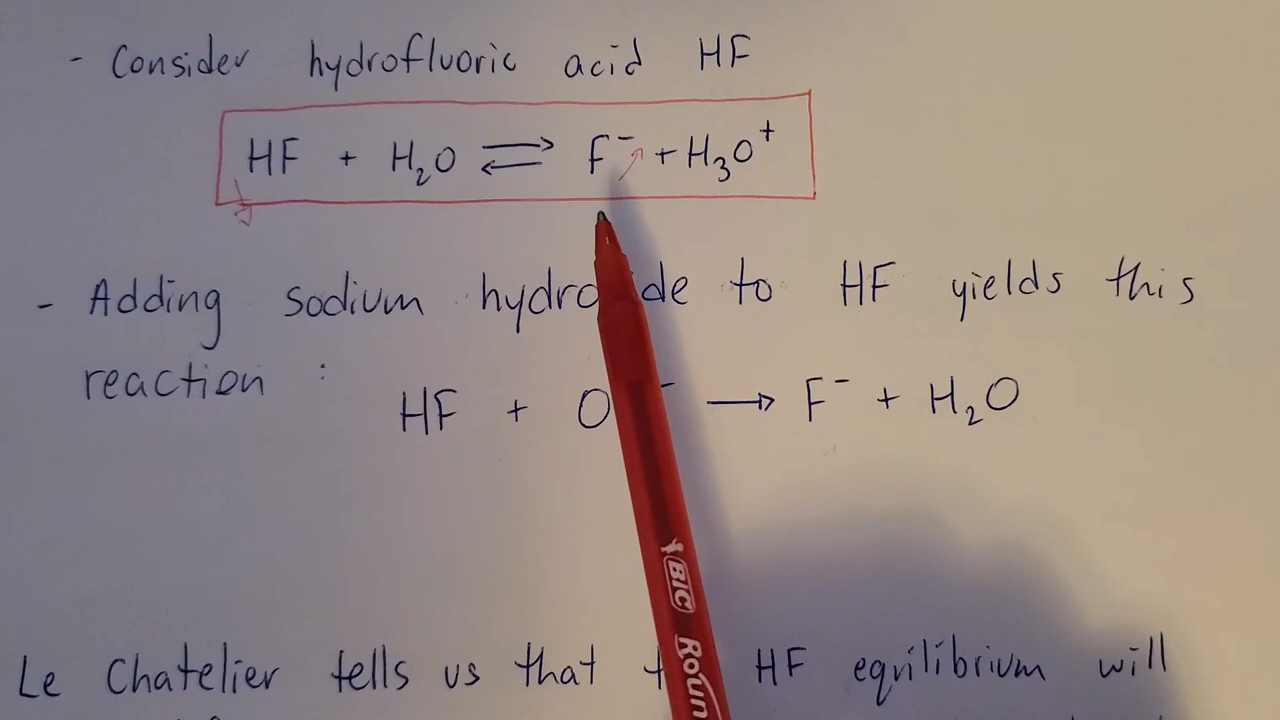 - Consider hydrofluoric acid HF
HF + H₂O ⇌ F⁻ + H₃O⁺
- Adding sodium hydro de to HF yields this
reaction :
HF + O ⁻ → F⁻ + H₂O
BIC Roun
Le Chatelier tells us that HF equilibrium will